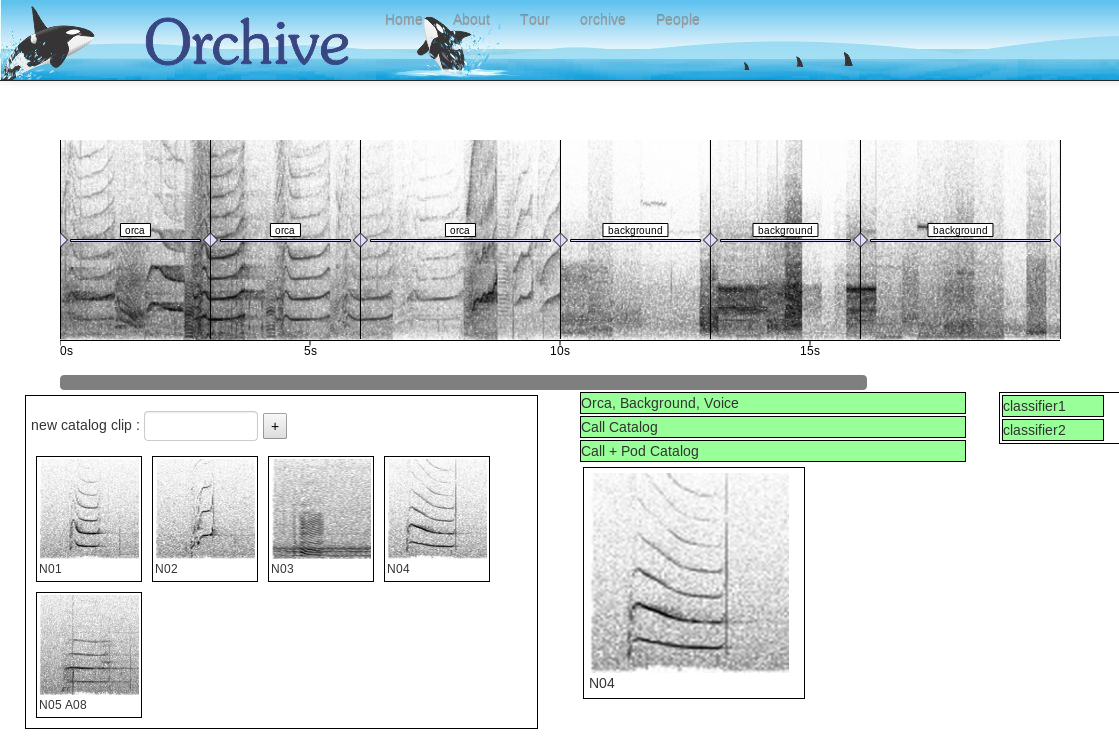 Orchive
Home About Tour orchive People
orca orca orca background background background
0s 5s 10s 15s
new catalog clip : +
N01 N02 N03 N04
N05 A08
Orca, Background, Voice
Call Catalog
Call + Pod Catalog
N04
classifier1
classifier2